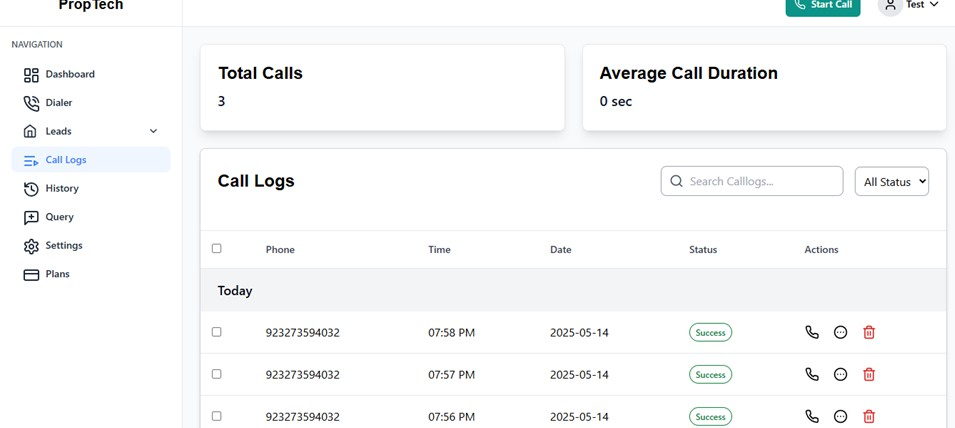 PropTech
Start Call
Test
NAVIGATION
Dashboard
Dialer
Leads
Call Logs
History
Query
Settings
Plans
Total Calls
3
Average Call Duration
0 sec
Call Logs
Search Calllogs...
All Status
Phone Time Date Status Actions
Today
923273594032 07:58 PM 2025-05-14 Success
923273594032 07:57 PM 2025-05-14 Success
923273594032 07:56 PM 2025-05-14 Success